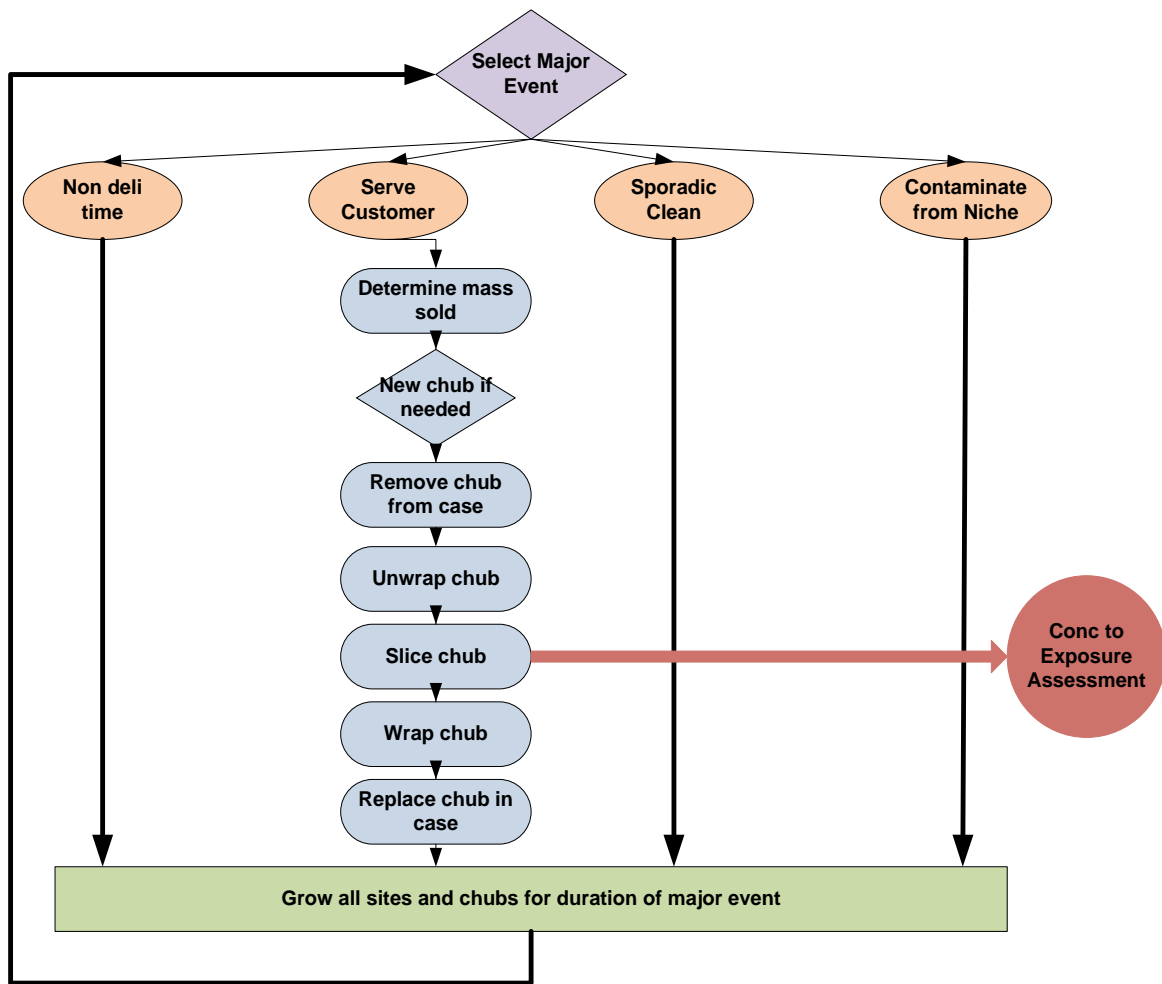 Select Major
Event
Non deli
time
Serve
Customer
Sporadic
Clean
Contaminate
from Niche
Determine mass
sold
New chub if
needed
Remove chub
from case
Unwrap chub
Slice chub
Conc to
Exposure
Assessment
Wrap chub
Replace chub in
case
Grow all sites and chubs for duration of major event